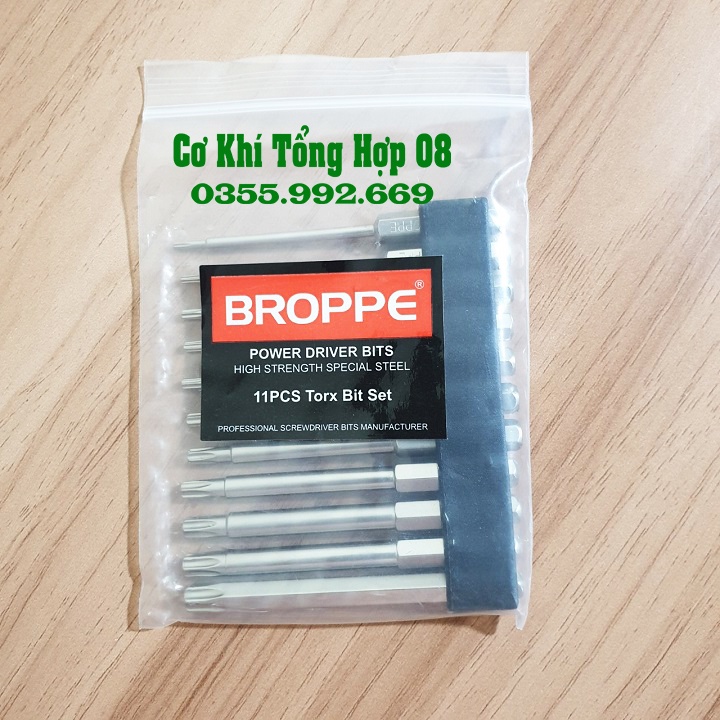 Cơ Khí Tổng Hợp 08
0355.992.669
BROPPE®
POWER DRIVER BITS
HIGH STRENGTH SPECIAL STEEL
11PCS Torx Bit Set
PROFESSIONAL SCREWDRIVER BITS MANUFACTURER